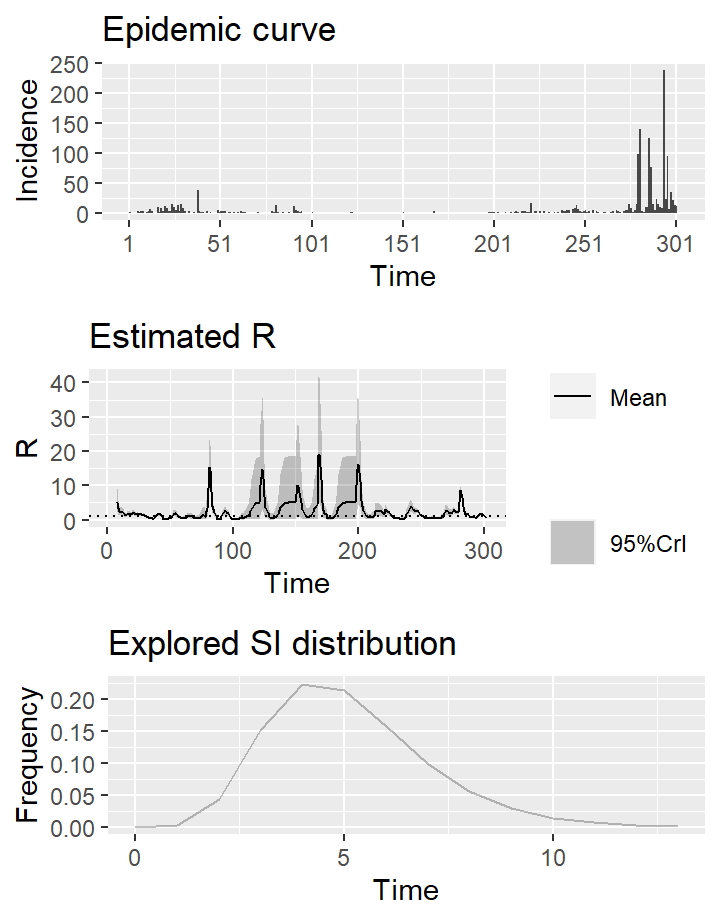 Epidemic curve
250
200
150
100
50
0
Incidence
1 51 101 151 201 251 301
Time
Estimated R
40
30
20
10
0
R
0 100 200 300
Time
Mean
95%CrI
Explored SI distribution
0.20
0.15
0.10
0.05
0.00
Frequency
0 5 10
Time